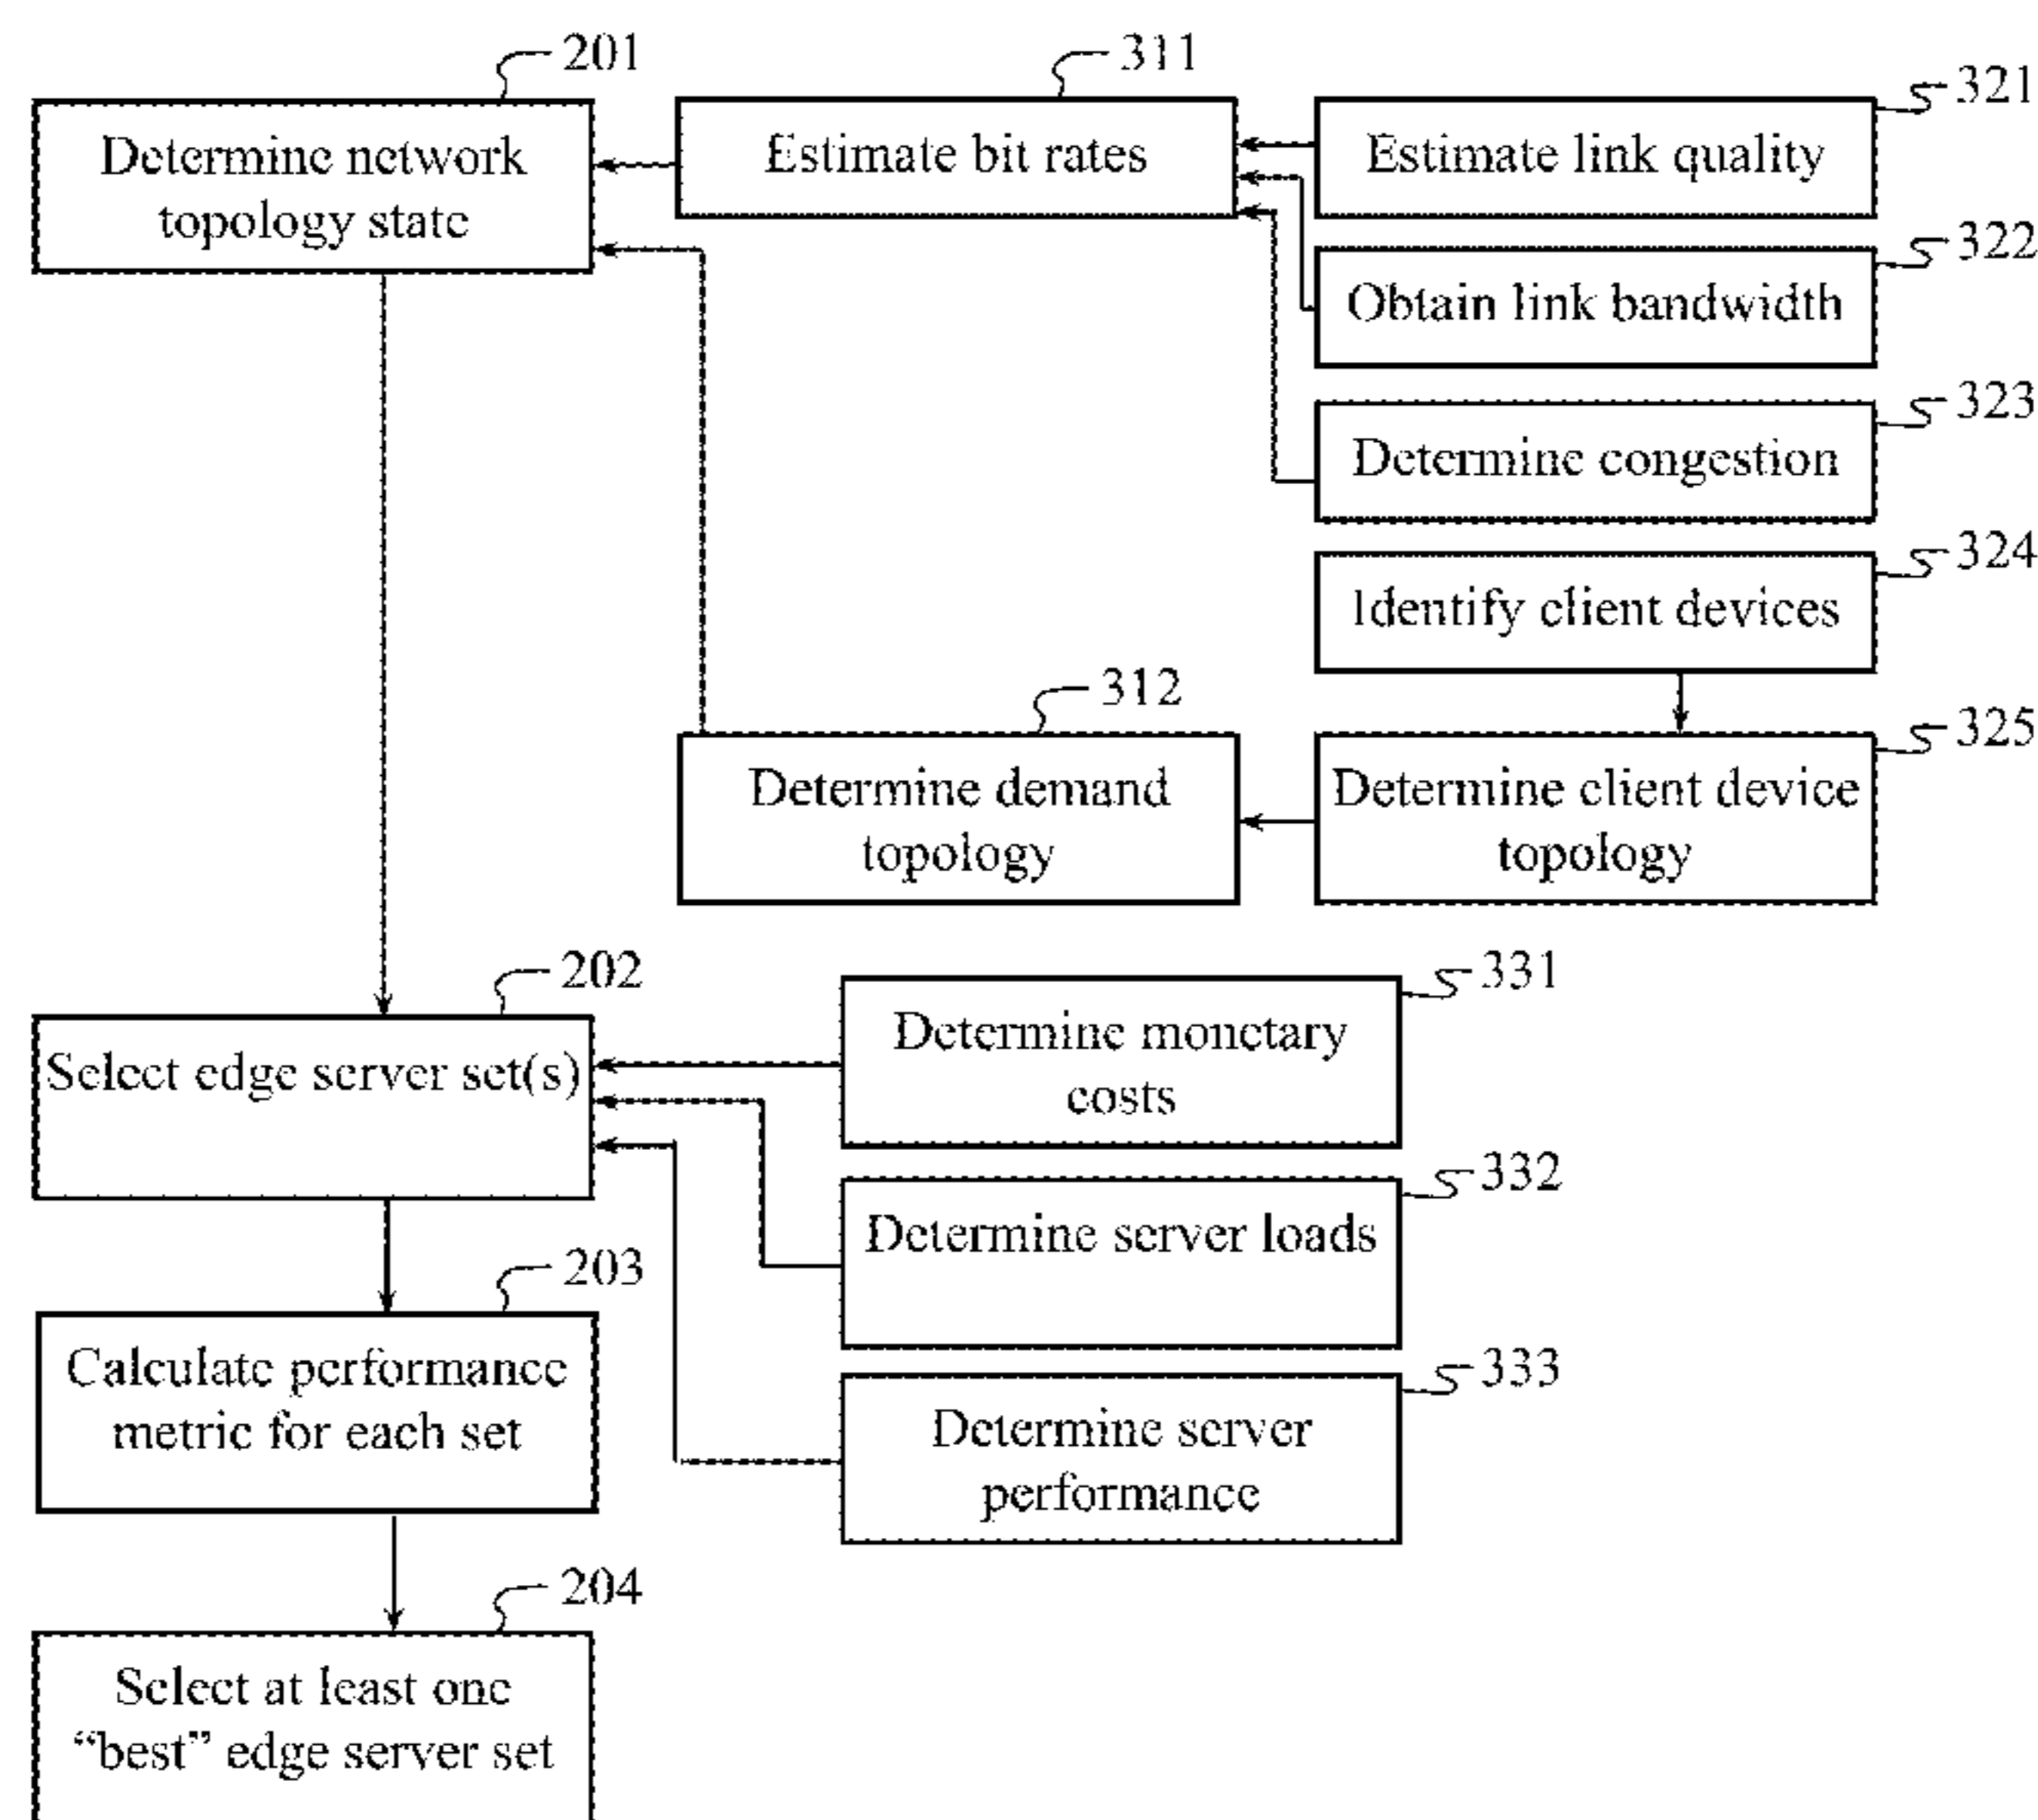 201
Determine network
topology state
311
Estimate bit rates
321
Estimate link quality
322
Obtain link bandwidth
323
Determine congestion
324
Identify client devices
312
Determine demand
topology
325
Determine client device
topology
202
Select edge server set(s)
331
Determine monetary
costs
332
Determine server loads
203
Calculate performance
metric for each set
333
Determine server
performance
204
Select at least one
“best” edge server set